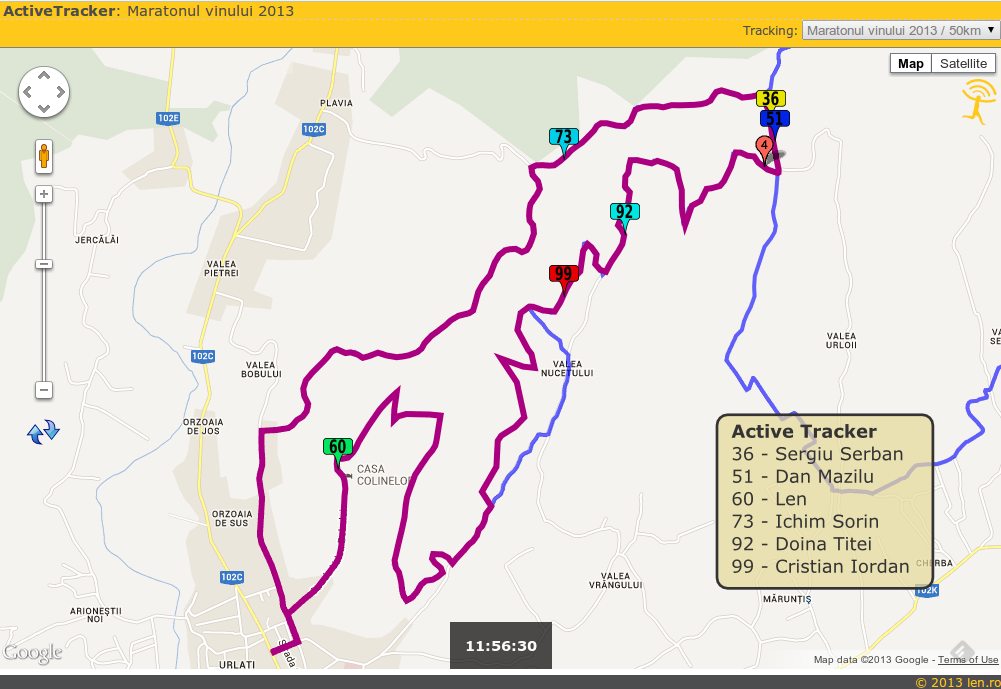 ActiveTracker: Maratonul vinului 2013
Tracking: Maratonul vinului 2013 / 50km
Map Satellite
PLAVIA
102E
102C
36
51
73
4
92
JERCĂLĂI
VALEA
PIETREI
99
102C
VALEA
BOBULUI
VALEA
NUCETULUI
VALEA
URLOII
ORZOAIA
DE JOS
60
CASA
COLINELOR
Active Tracker
36 - Sergiu Serban
51 - Dan Mazilu
60 - Len
73 - Ichim Sorin
92 - Doina Titei
99 - Cristian Iordan
ORZOAIA
DE SUS
102C
VALEA
VRÂNGULUI
CHERBA
102K
MĂRUNȚIȘ
ARIONEȘTII
NOI
11:56:30
Google
URLATI
Strada
Map data ©2013 Google - Terms of Use
© 2013 len.ro